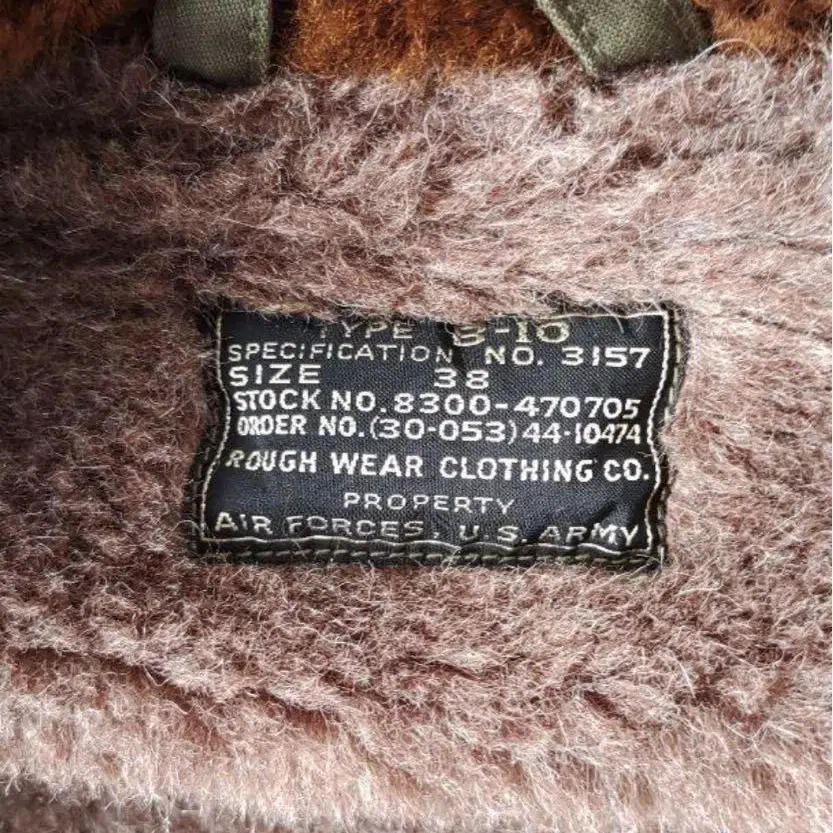 TYPE B-10
SPECIFICATION NO. 3157
SIZE 38
STOCK NO. 8300-470705
ORDER NO. (30-053) 44-10474
ROUGH WEAR CLOTHING CO.
PROPERTY
AIR FORCES, U.S. ARMY